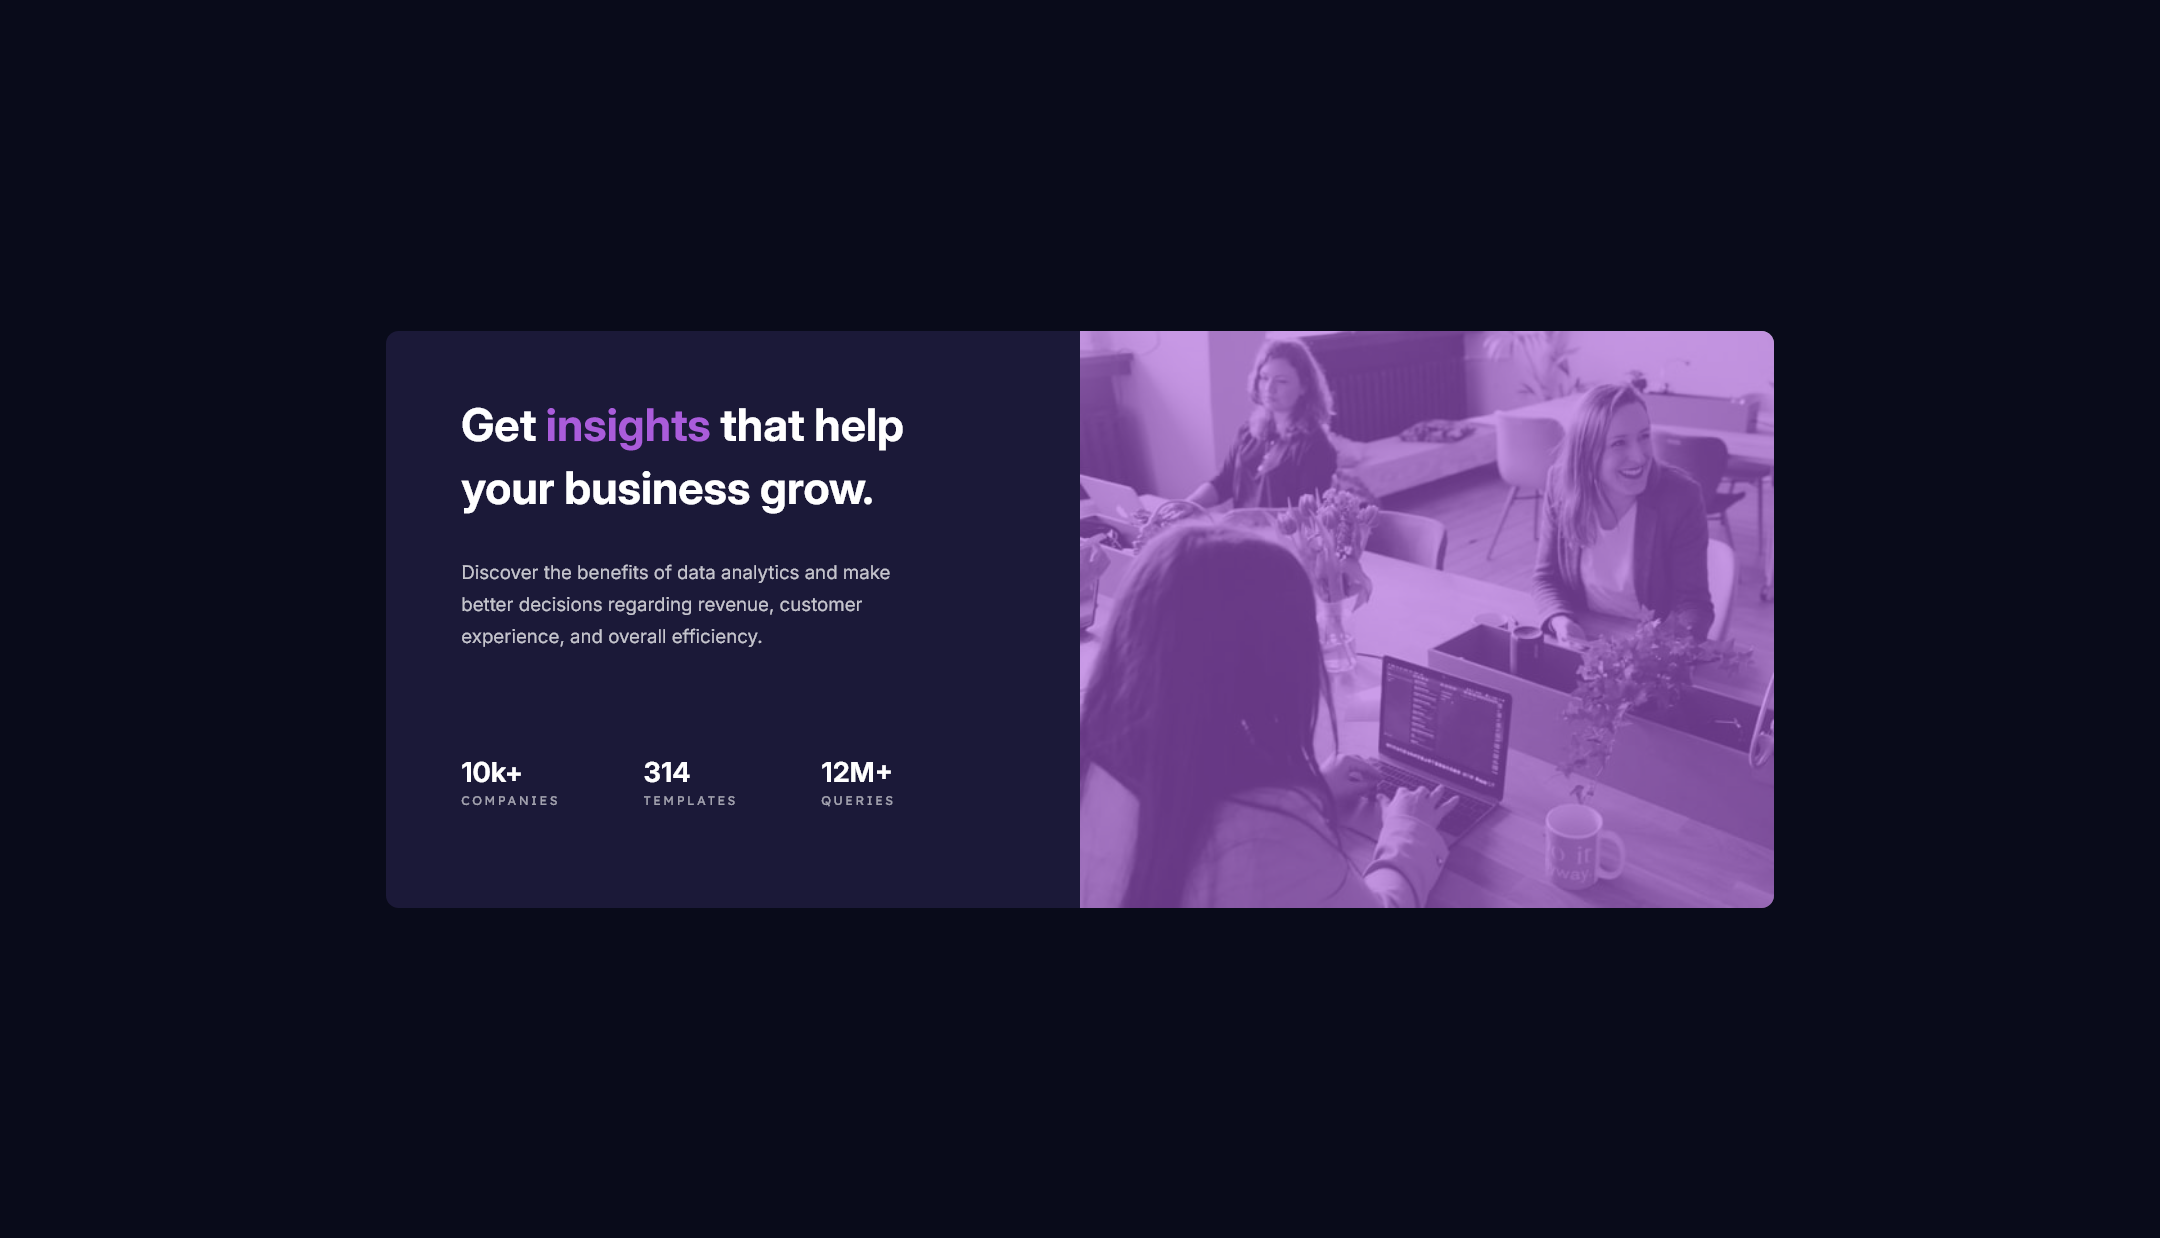 Get insights that help
your business grow.
Discover the benefits of data analytics and make
better decisions regarding revenue, customer
experience, and overall efficiency.
10k+ 314 12M+
COMPANIES TEMPLATES QUERIES